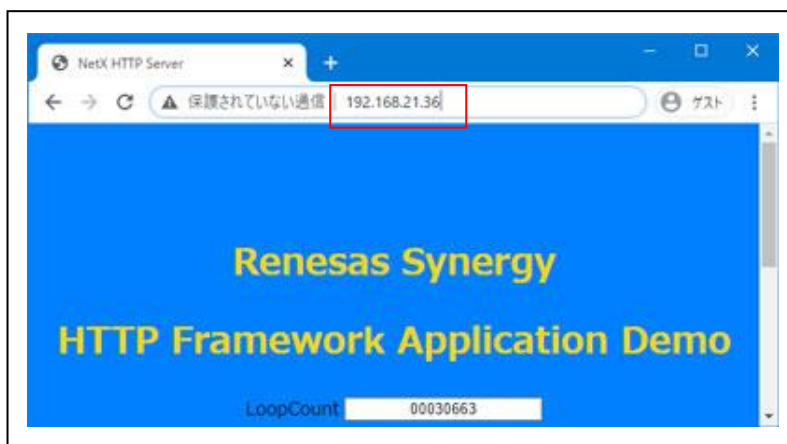 NetX HTTP Server
保護されていない通信 192.168.21.36 ゲスト
Renesas Synergy
HTTP Framework Application Demo
LoopCount 00030663